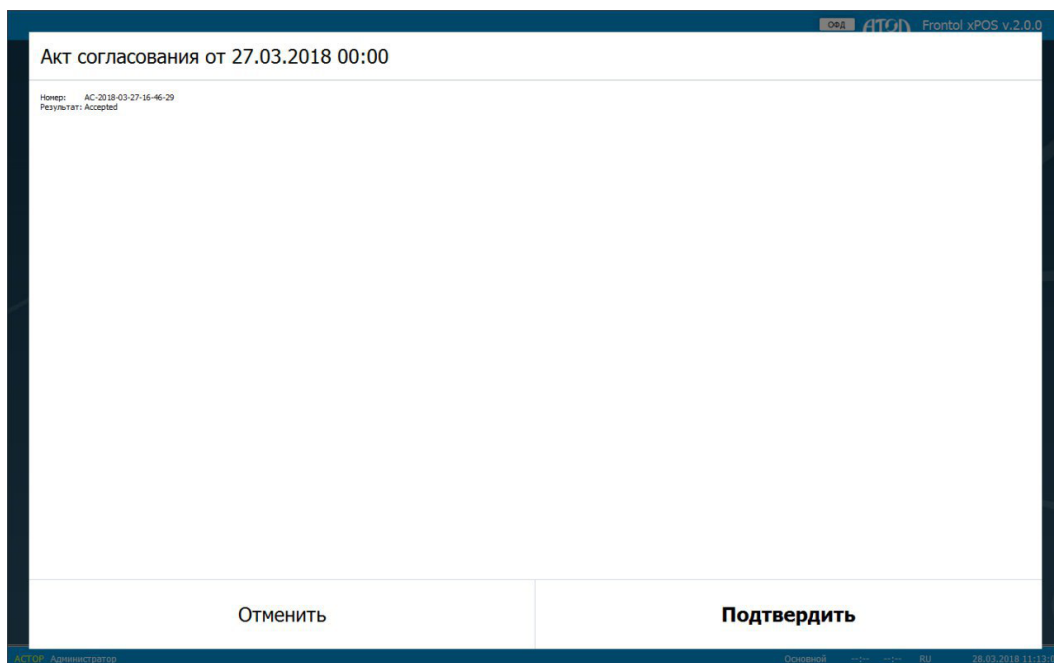 ОФД АТОЛ Frontol xPOS v.2.0.0
Акт согласования от 27.03.2018 00:00
Номер: AC-2018-03-27-16-46-29
Результат: Accepted
Отменить
Подтвердить
АСТОР Администратор Основной --:-- --:-- RU 28.03.2018